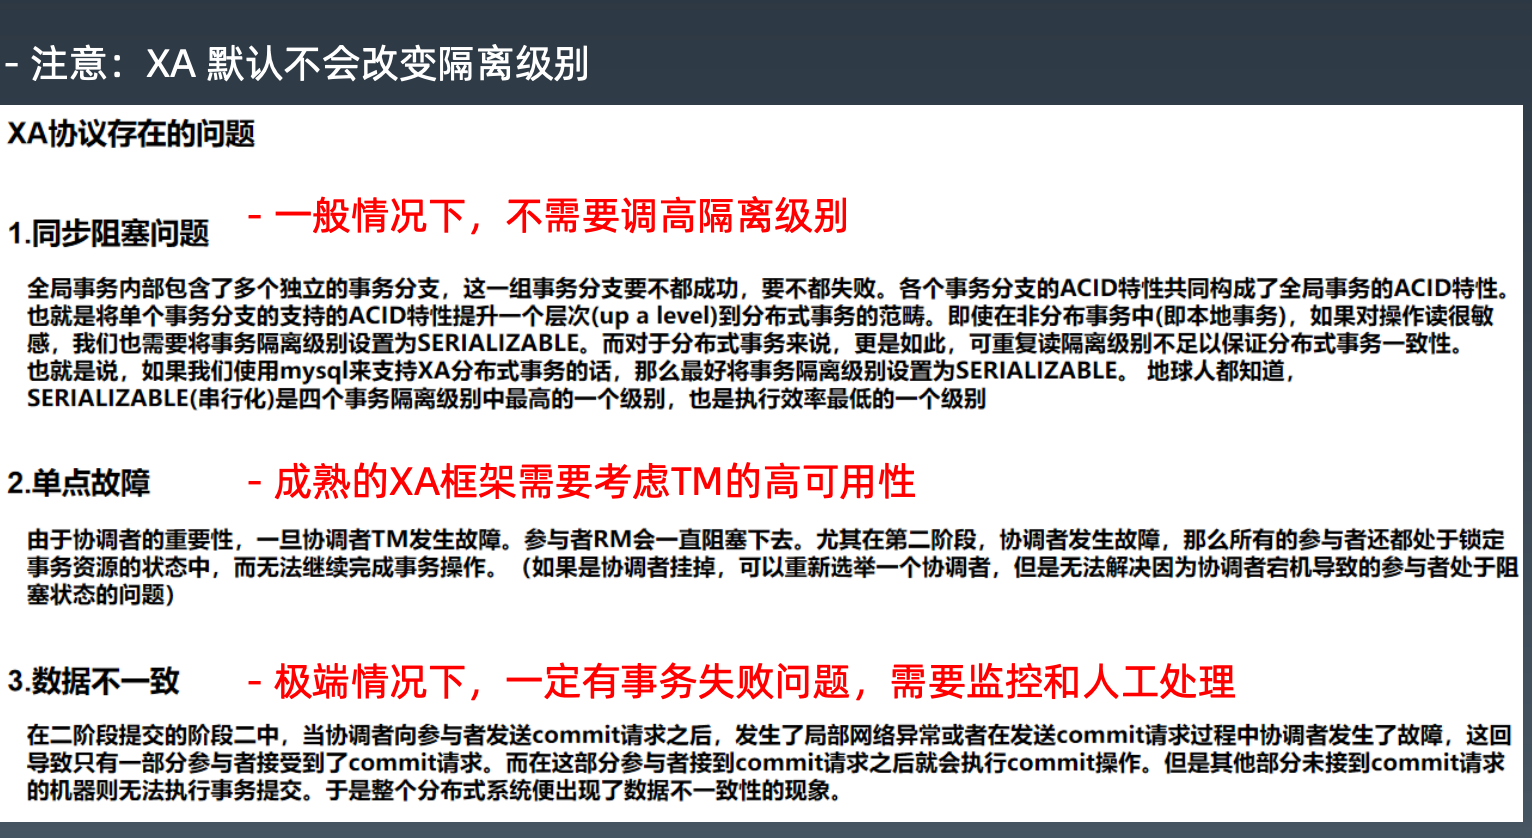 - 注意：XA 默认不会改变隔离级别
XA协议存在的问题
1.同步阻塞问题
- 一般情况下，不需要调高隔离级别
全局事务内部包含了多个独立的事务分支，这一组事务分支要不都成功，要不都失败。各个事务分支的ACID特性共同构成了全局事务的ACID特性。
也就是将单个事务分支的支持的ACID特性提升一个层次(up a level)到分布式事务的范畴。即使在非分布事务中(即本地事务)，如果对操作读很敏
感，我们也需要将事务隔离级别设置为SERIALIZABLE。而对于分布式事务来说，更是如此，可重复读隔离级别不足以保证分布式事务一致性。
也就是说，如果我们使用mysql来支持XA分布式事务的话，那么最好将事务隔离级别设置为SERIALIZABLE。 地球人都知道，
SERIALIZABLE(串行化)是四个事务隔离级别中最高的一个级别，也是执行效率最低的一个级别
2.单点故障
- 成熟的XA框架需要考虑TM的高可用性
由于协调者的重要性，一旦协调者TM发生故障。参与者RM会一直阻塞下去。尤其在第二阶段，协调者发生故障，那么所有的参与者还都处于锁定
事务资源的状态中，而无法继续完成事务操作。（如果是协调者挂掉，可以重新选举一个协调者，但是无法解决因为协调者宕机导致的参与者处于阻
塞状态的问题）
3.数据不一致
- 极端情况下，一定有事务失败问题，需要监控和人工处理
在二阶段提交的阶段二中，当协调者向参与者发送commit请求之后，发生了局部网络异常或者在发送commit请求过程中协调者发生了故障，这回
导致只有一部分参与者接受到了commit请求。而在这部分参与者接到commit请求之后就会执行commit操作。但是其他部分未接到commit请求
的机器则无法执行事务提交。于是整个分布式系统便出现了数据不一致性的现象。